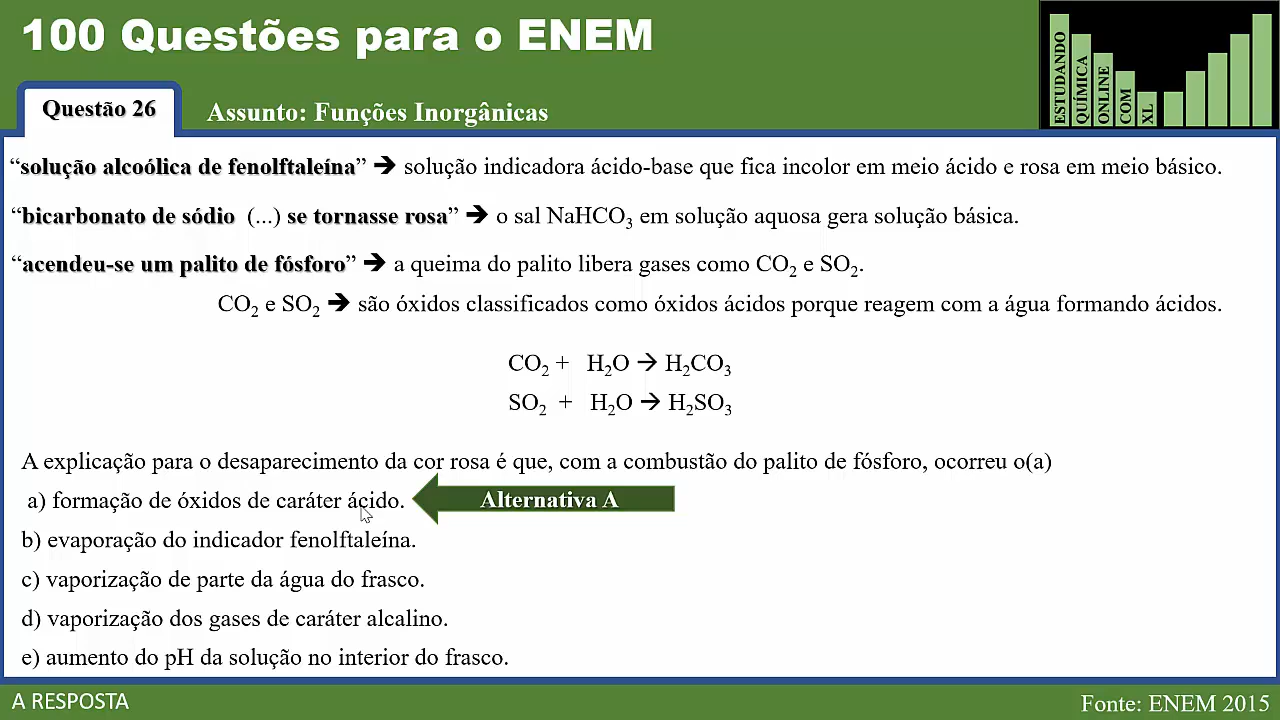 100 Questões para o ENEM
ESTUDANDO
QUÍMICA
ONLINE
COM
XL
Questão 26
Assunto: Funções Inorgânicas
“solução alcoólica de fenolftaleína” ➔ solução indicadora ácido-base que fica incolor em meio ácido e rosa em meio básico.
“bicarbonato de sódio (...) se tornasse rosa” ➔ o sal NaHCO₃ em solução aquosa gera solução básica.
“acendeu-se um palito de fósforo” ➔ a queima do palito libera gases como CO₂ e SO₂.
CO₂ e SO₂ ➔ são óxidos classificados como óxidos ácidos porque reagem com a água formando ácidos.
CO₂ + H₂O → H₂CO₃
SO₂ + H₂O → H₂SO₃
A explicação para o desaparecimento da cor rosa é que, com a combustão do palito de fósforo, ocorreu o(a)
a) formação de óxidos de caráter ácido.
Alternativa A
b) evaporação do indicador fenolftaleína.
c) vaporização de parte da água do frasco.
d) vaporização dos gases de caráter alcalino.
e) aumento do pH da solução no interior do frasco.
A RESPOSTA
Fonte: ENEM 2015